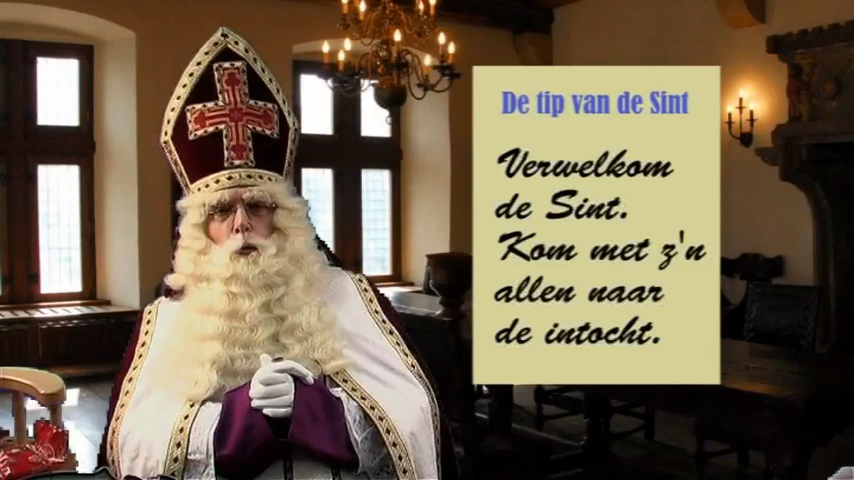 De tip van de Sint
Verwelkom
de Sint.
Kom met z'n
allen naar
de intocht.